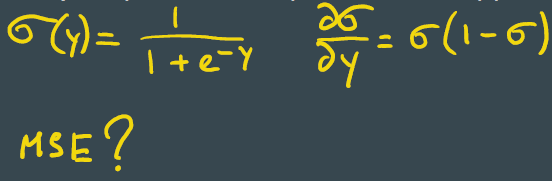 σ(y) = 1 / (1 + e^-y)    ∂σ/∂y = σ(1-σ)
MSE?